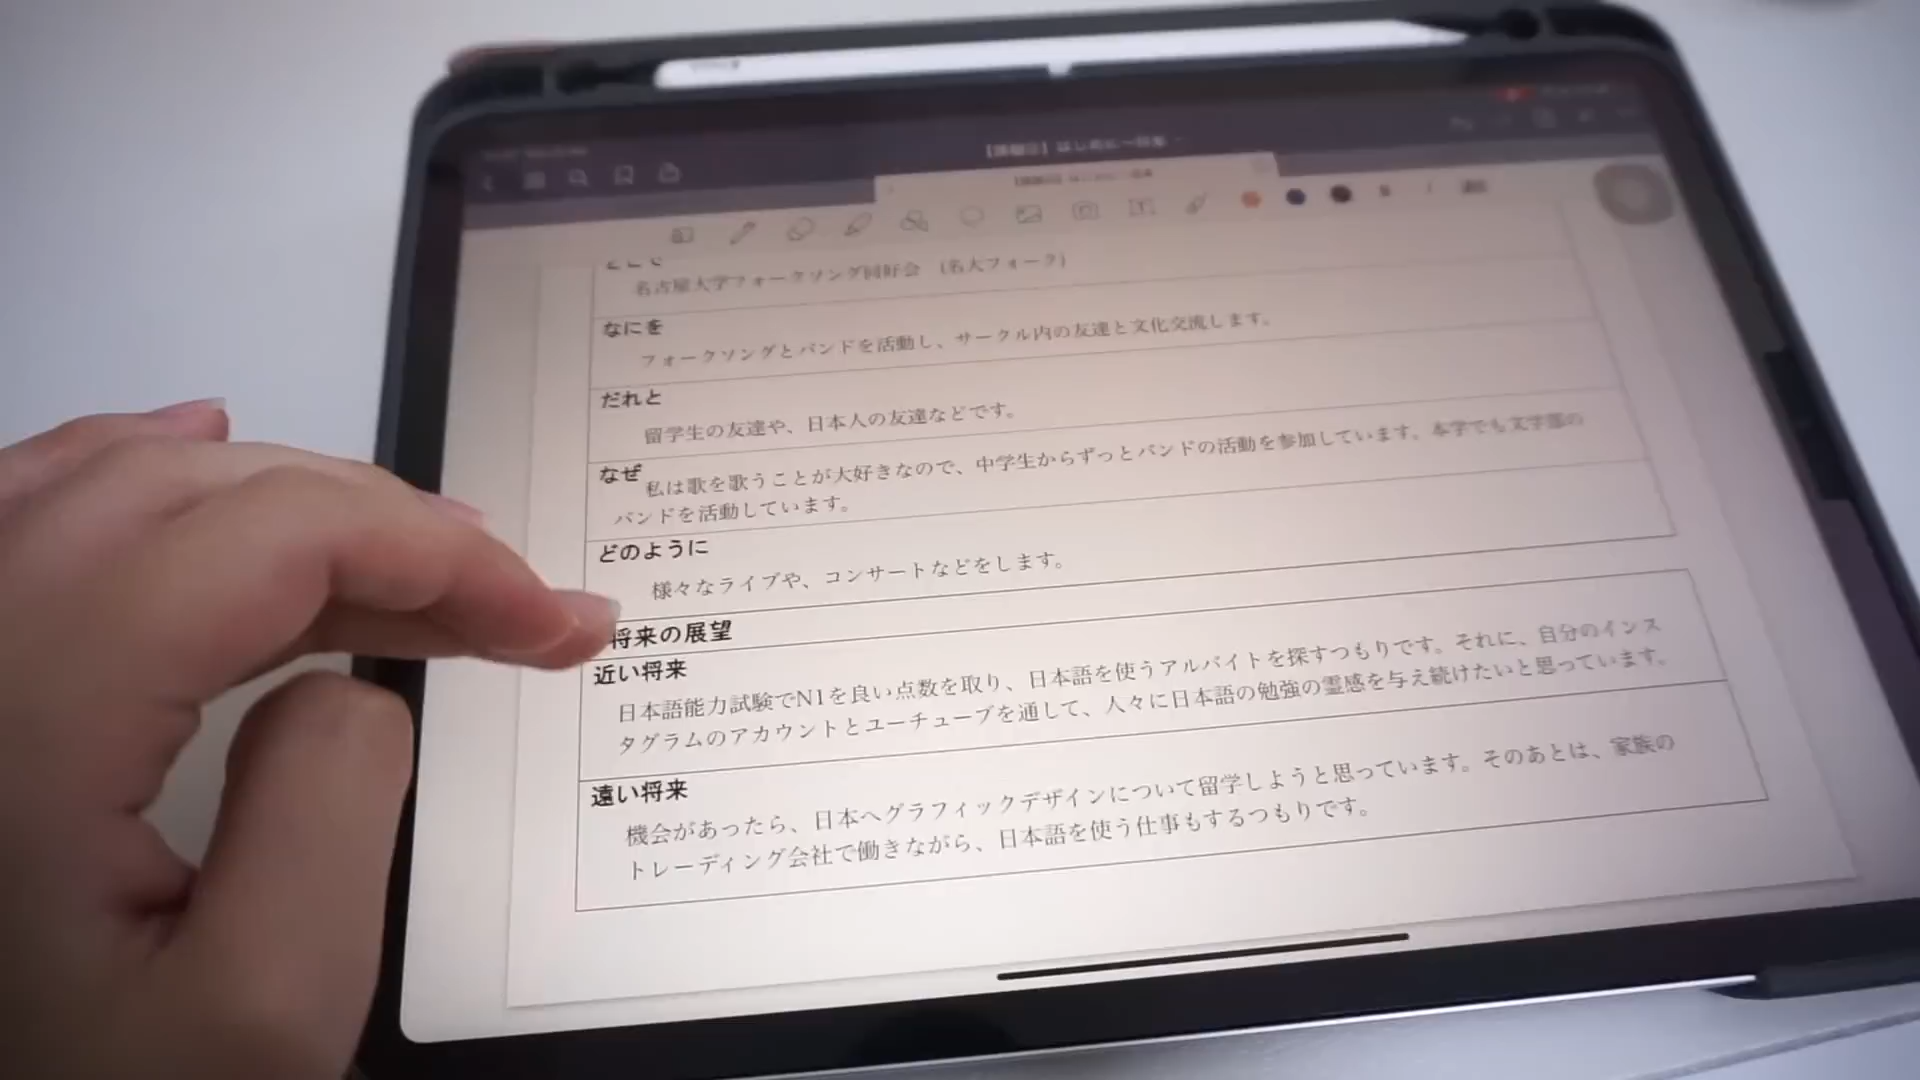 はじめに
名古屋大学フォークソング同好会 (名大フォーク)
なにを
フォークソングとバンドを活動し、サークル内の友達と文化交流します。
だれと
留学生の友達や、日本人の友達などです。
なぜ
私は歌を歌うことが大好きなので、中学生からずっとバンドの活動を参加しています。本学でも文学部の
バンドを活動しています。
どのように
様々なライブや、コンサートなどをします。
将来の展望
近い将来
日本語能力試験でN1を良い点数を取り、日本語を使うアルバイトを探すつもりです。それに、自分のインス
タグラムのアカウントとユーチューブを通して、人々に日本語の勉強の霊感を与え続けたいと思っています。
遠い将来
機会があったら、日本へグラフィックデザインについて留学しようと思っています。そのあとは、家族の
トレーディング会社で働きながら、日本語を使う仕事もするつもりです。